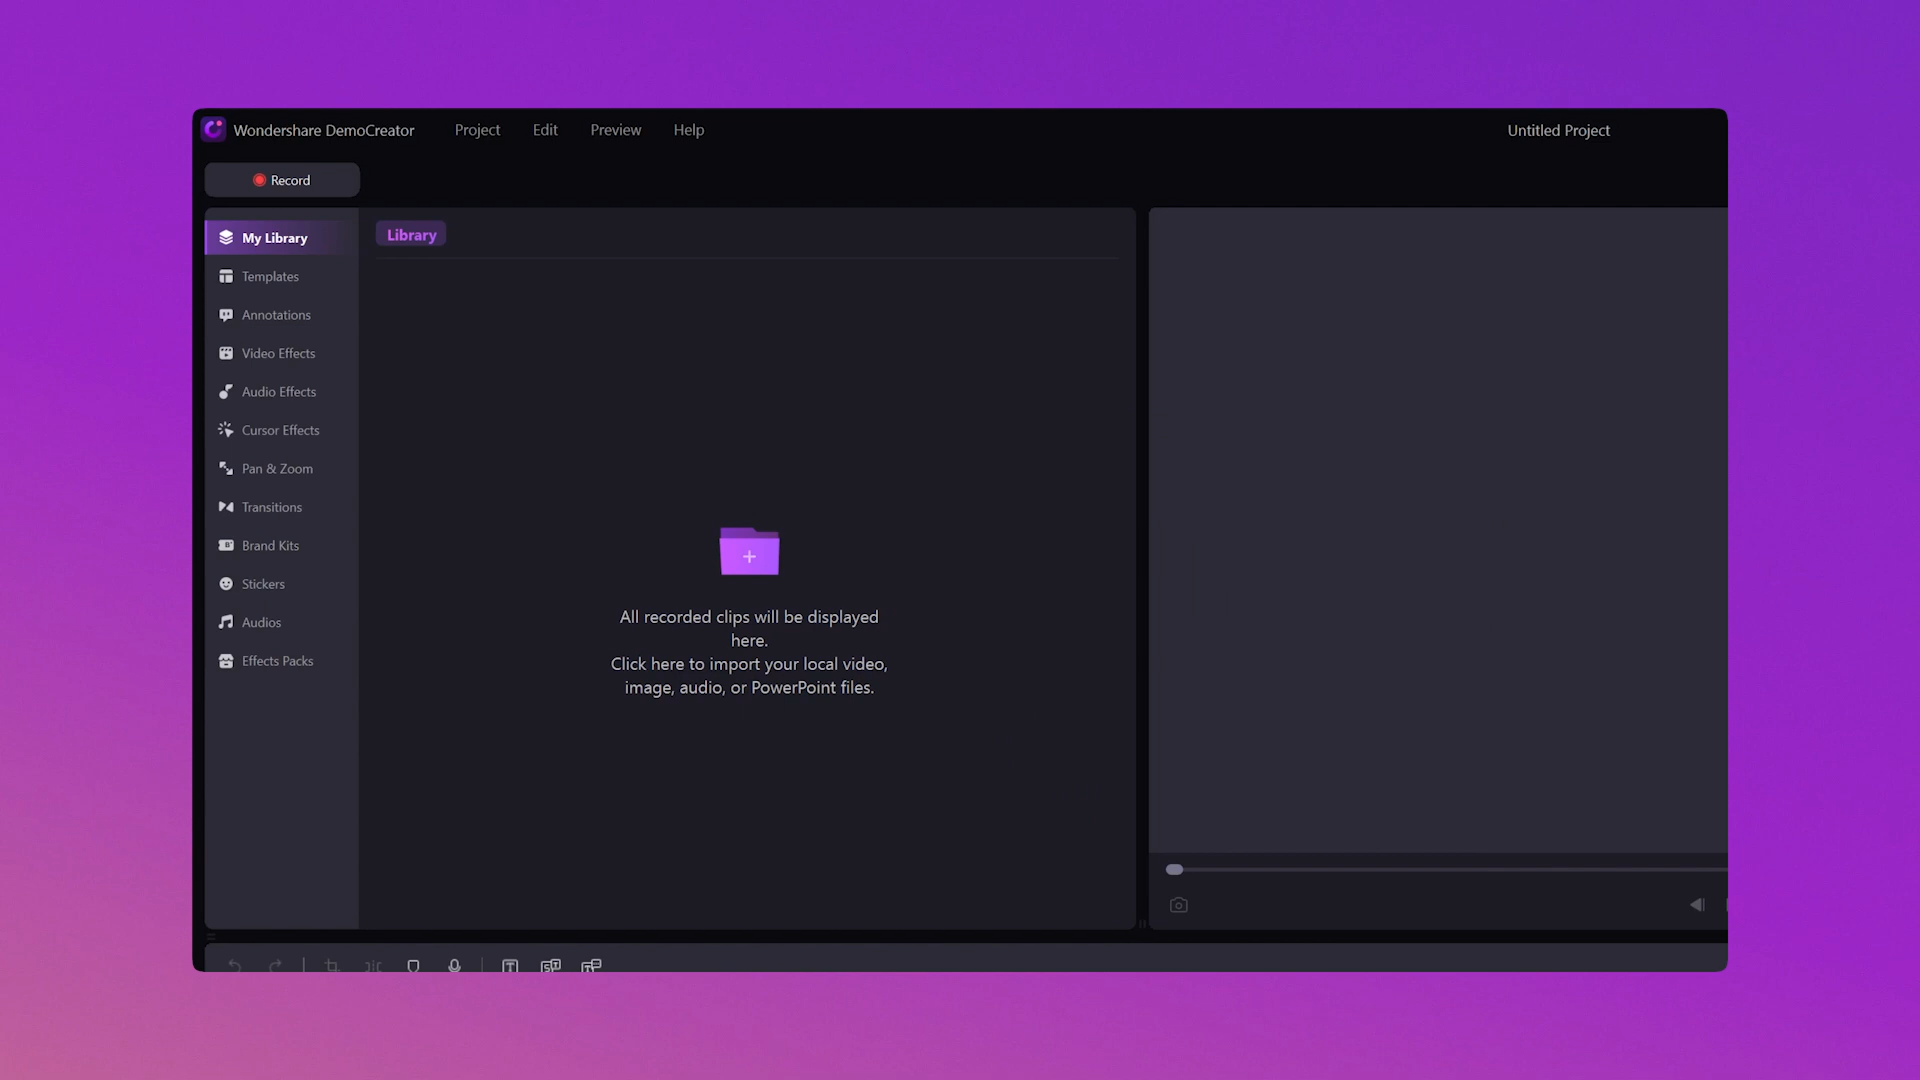 Wondershare DemoCreator
Project
Edit
Preview
Help
Untitled Project
Record
My Library
Templates
Annotations
Video Effects
Audio Effects
Cursor Effects
Pan & Zoom
Transitions
Brand Kits
Stickers
Audios
Effects Packs
Library
All recorded clips will be displayed
here.
Click here to import your local video,
image, audio, or PowerPoint files.